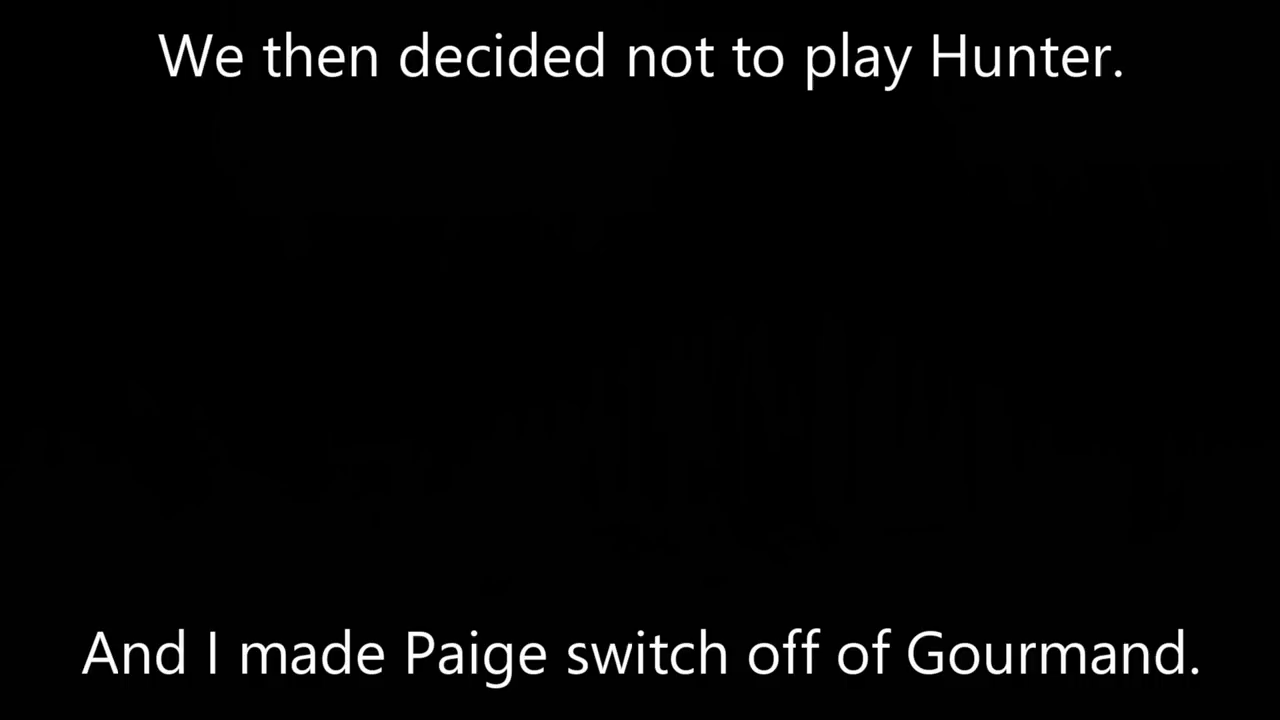 We then decided not to play Hunter.
And I made Paige switch off of Gourmand.